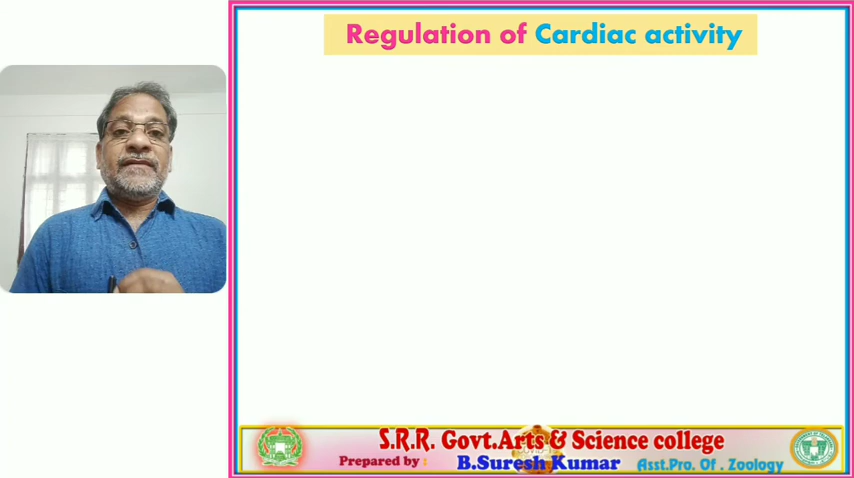 Regulation of Cardiac activity
S.R.R. Govt.Arts & Science college
Prepared by : B.Suresh Kumar Asst.Pro. Of . Zoology